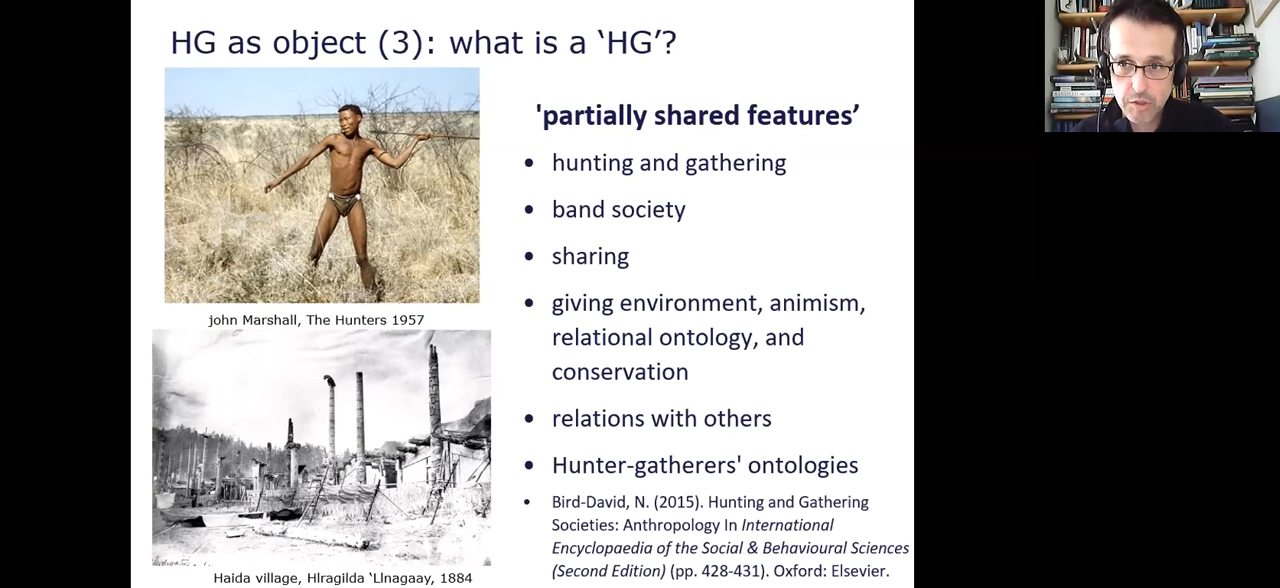 HG as object (3): what is a ‘HG’?
'partially shared features’
• hunting and gathering
• band society
• sharing
• giving environment, animism,
relational ontology, and
conservation
• relations with others
• Hunter-gatherers' ontologies
• Bird-David, N. (2015). Hunting and Gathering
Societies: Anthropology In International
Encyclopaedia of the Social & Behavioural Sciences
(Second Edition) (pp. 428-431). Oxford: Elsevier.
john Marshall, The Hunters 1957
Haida village, Hlragilda ‘Llnagaay, 1884